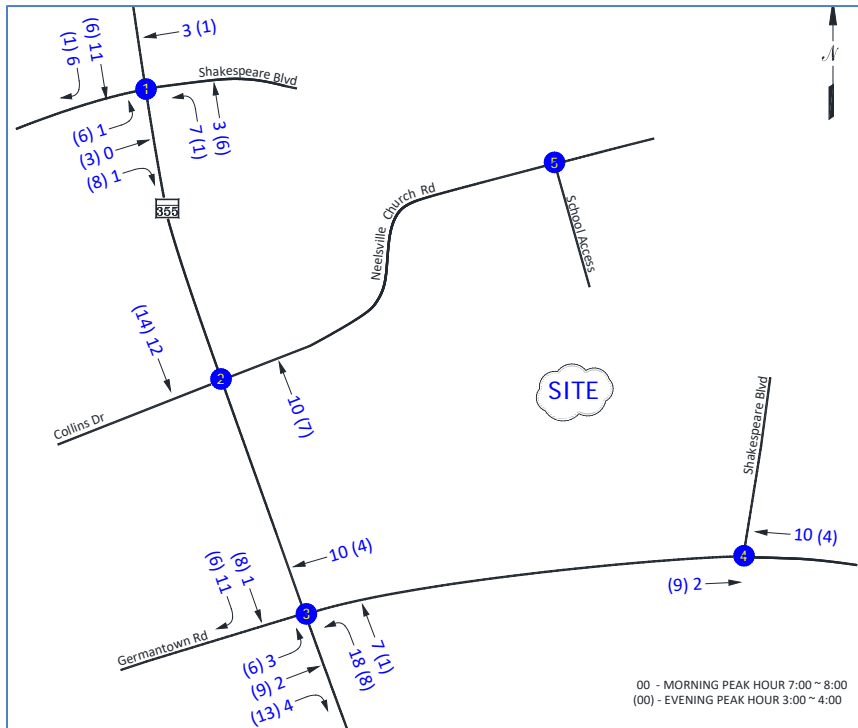 3 (1)
(6) 11
(1) 6
Shakespeare Blvd
1
(6) 1
(3) 0
(8) 1
7 (1)
3 (6)
N
355
5
Neelsville Church Rd
School Access
(14) 12
2
10 (7)
Collins Dr
SITE
Shakespeare Blvd
10 (4)
10 (4)
4
(9) 2
(8) 1
(6) 11
3
Germantown Rd
(6) 3
(9) 2
(13) 4
7 (1)
18 (8)
00 - MORNING PEAK HOUR 7:00 ~ 8:00
(00) - EVENING PEAK HOUR 3:00 ~ 4:00